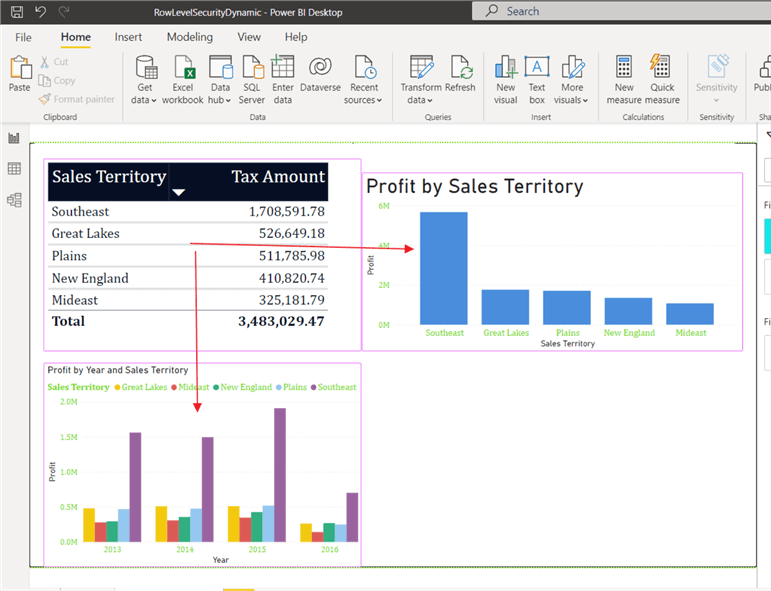 RowLevelSecurityDynamic - Power BI Desktop
Search
File Home Insert Modeling View Help
Paste
Cut
Copy
Format painter
Clipboard
Get data
Excel workbook
Data hub
SQL Server
Enter data
Dataverse
Recent sources
Data
Transform data
Refresh
Queries
New visual
Text box
More visuals
Insert
New measure
Quick measure
Calculations
Sensitivity
Sensitivity
Publ
Sha
Fi
Fi
Sales Territory Tax Amount
Southeast 1,708,591.78
Great Lakes 526,649.18
Plains 511,785.98
New England 410,820.74
Mideast 325,181.79
Total 3,483,029.47
Profit by Sales Territory
6M
4M
2M
0M
Profit
Southeast Great Lakes Plains New England Mideast
Sales Territory
Profit by Year and Sales Territory
Sales Territory Great Lakes Mideast New England Plains Southeast
2.0M
1.5M
1.0M
0.5M
0.0M
Profit
2013 2014 2015 2016
Year